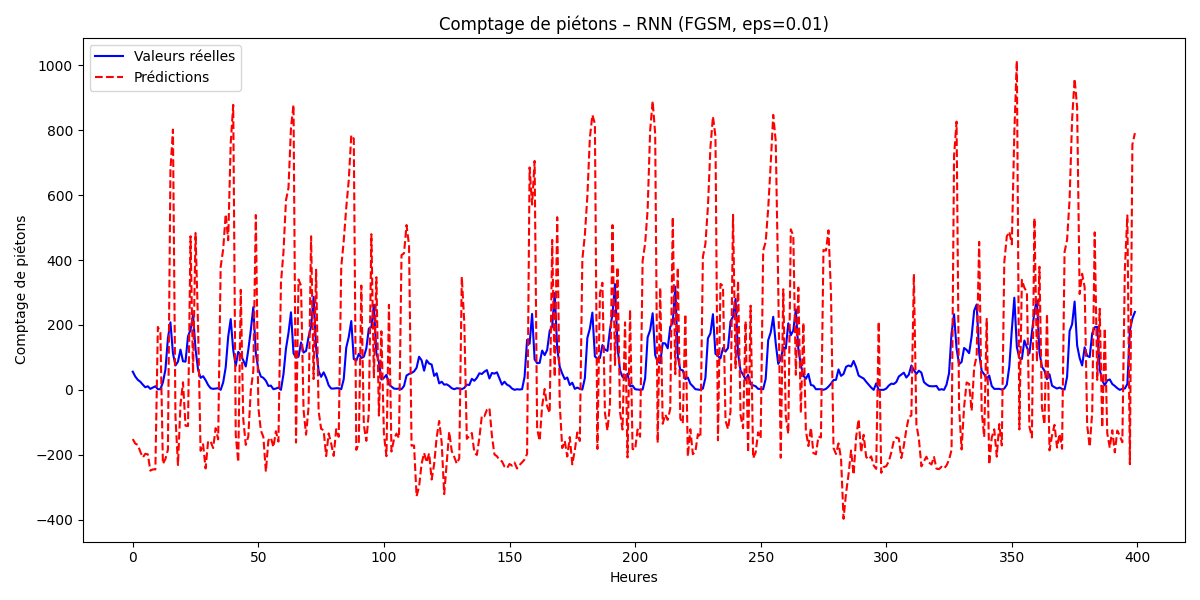 Comptage de piétons – RNN (FGSM, eps=0.01)
Valeurs réelles
Prédictions
Comptage de piétons
1000
800
600
400
200
0
−200
−400
0 50 100 150 200 250 300 350 400
Heures